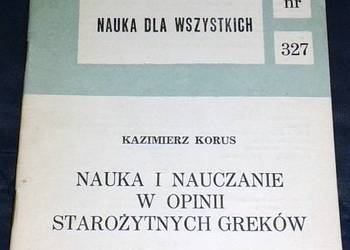 nr
NAUKA DLA WSZYSTKICH
327
KAZIMIERZ KORUS
NAUKA I NAUCZANIE
W OPINII
STAROŻYTNYCH GREKÓW